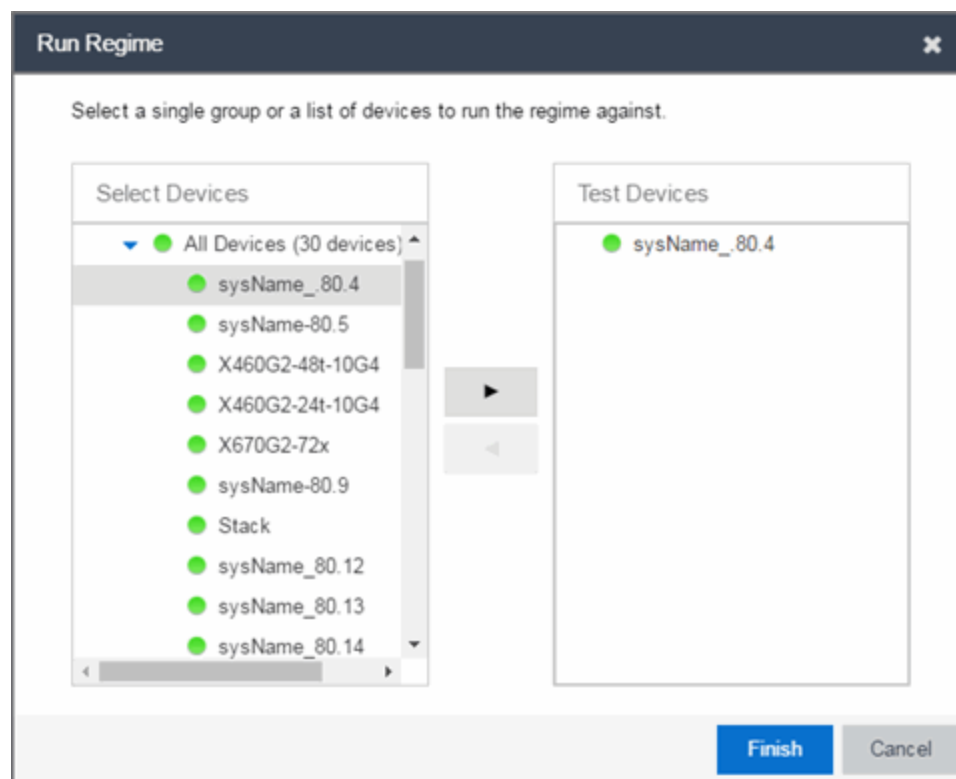 Run Regime
Select a single group or a list of devices to run the regime against.
Select Devices
All Devices (30 devices)
sysName_.80.4
sysName-80.5
X460G2-48t-10G4
X460G2-24t-10G4
X670G2-72x
sysName-80.9
Stack
sysName_80.12
sysName_80.13
sysName_80.14
Test Devices
sysName_.80.4
Finish
Cancel